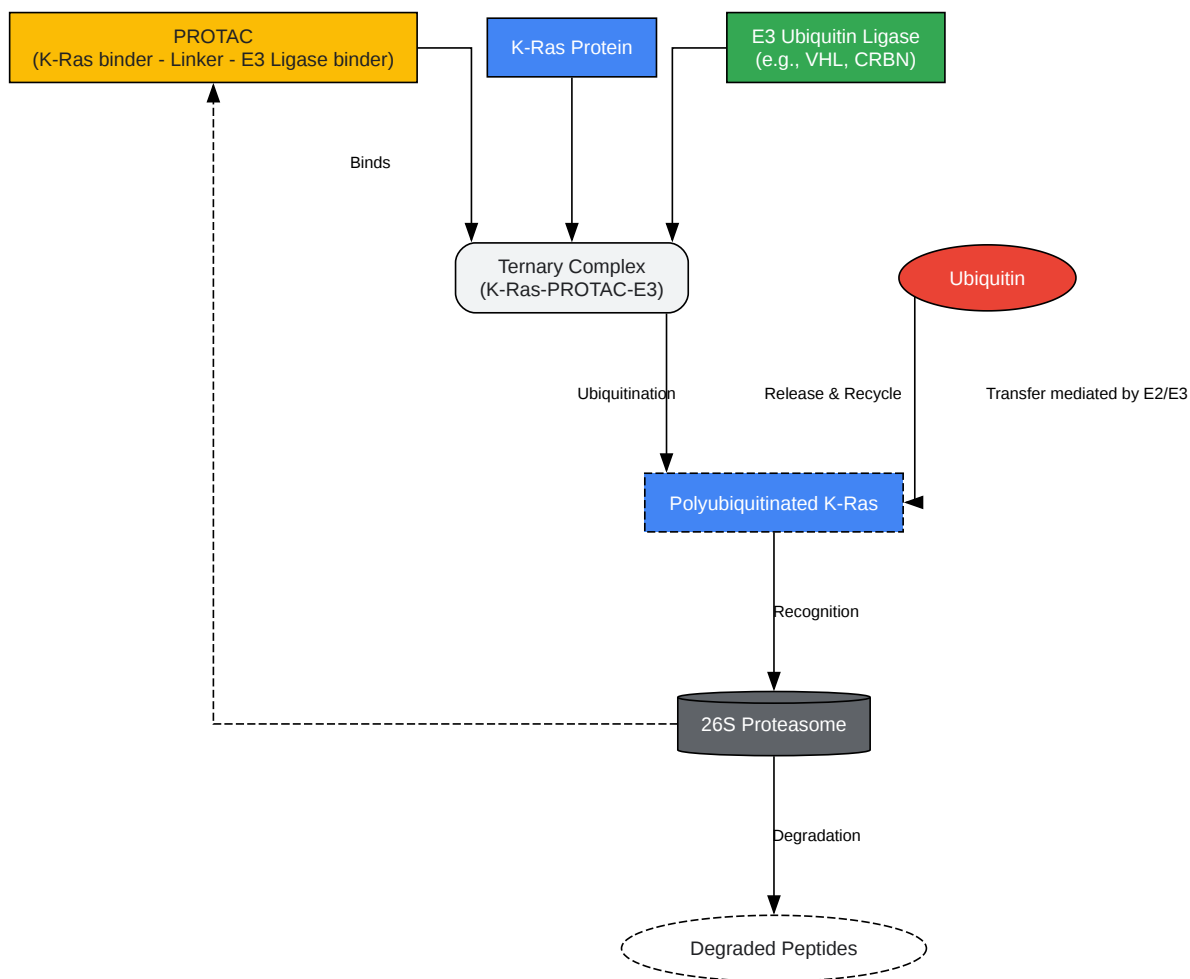 PROTAC
(K-Ras binder - Linker - E3 Ligase binder)
K-Ras Protein
E3 Ubiquitin Ligase
(e.g., VHL, CRBN)
Binds
Ternary Complex
(K-Ras-PROTAC-E3)
Ubiquitin
Ubiquitination
Release & Recycle
Transfer mediated by E2/E3
Polyubiquitinated K-Ras
Recognition
26S Proteasome
Degradation
Degraded Peptides